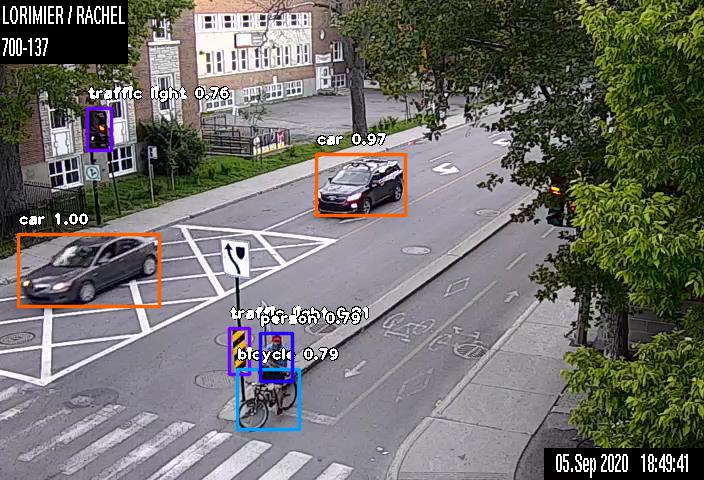 LORIMIER / RACHEL
700-137
traffic light 0.76
car 0.97
car 1.00
person 0.79
bicycle 0.79
05.Sep 2020 18:49:41